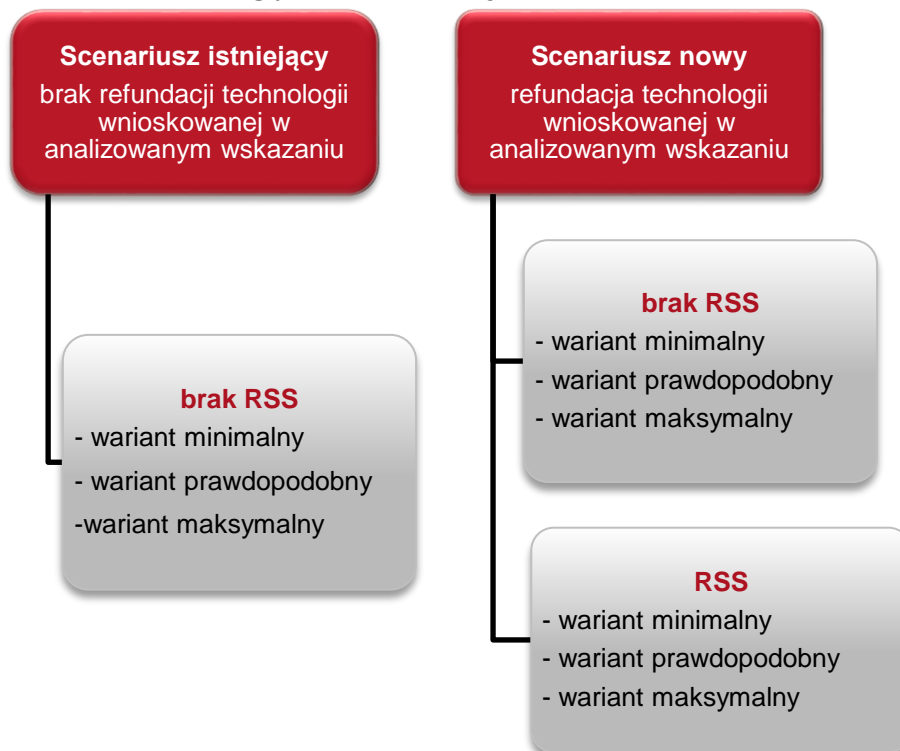 Scenariusz istniejący
brak refundacji technologii
wnioskowanej w
analizowanym wskazaniu
brak RSS
- wariant minimalny
- wariant prawdopodobny
-wariant maksymalny
Scenariusz nowy
refundacja technologii
wnioskowanej w
analizowanym wskazaniu
brak RSS
- wariant minimalny
- wariant prawdopodobny
- wariant maksymalny
RSS
- wariant minimalny
- wariant prawdopodobny
- wariant maksymalny